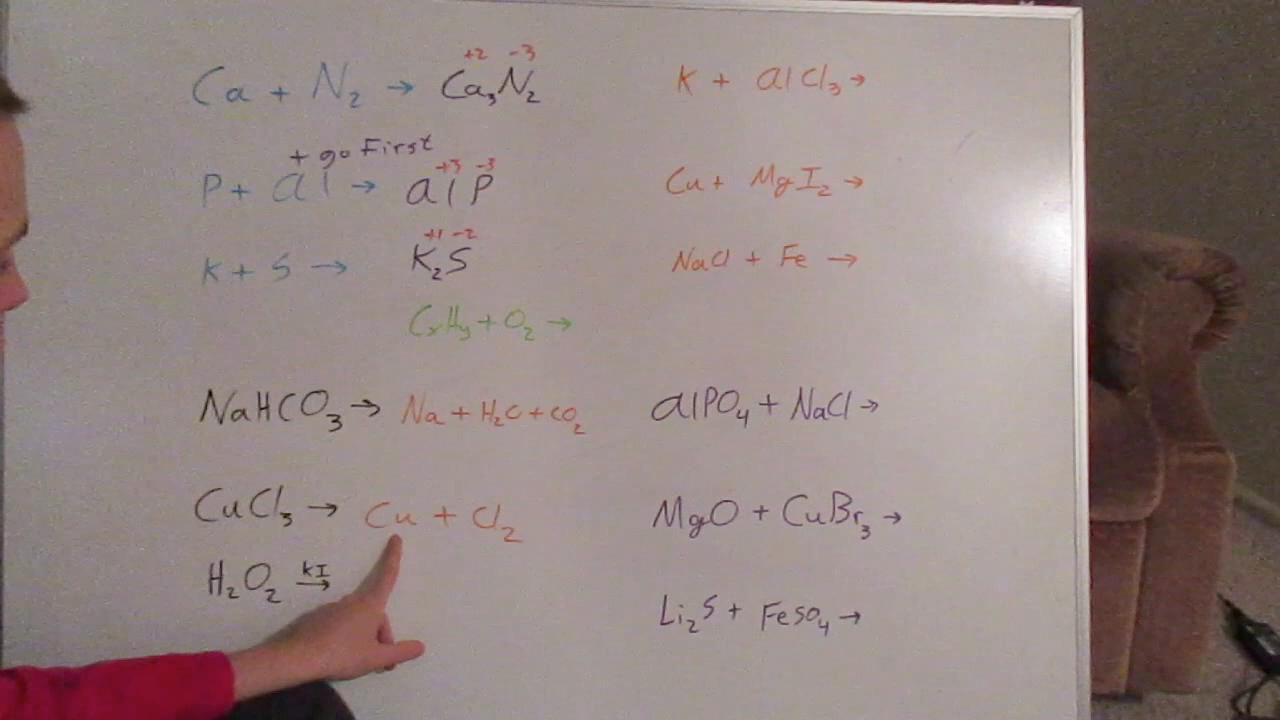 +2 -3
Ca + N₂ → Ca₃N₂
+ go First
+3 -3
P + al → alP
+1 -2
K + S → K₂S
CxHy + O₂ →
NaHCO₃ → Na + H₂O + CO₂
CuCl₃ → Cu + Cl₂
H₂O₂ KI →
K + alCl₃ →
Cu + MgI₂ →
NaCl + Fe →
alPO₄ + NaCl →
MgO + CuBr₃ →
Li₂S + FeSO₄ →